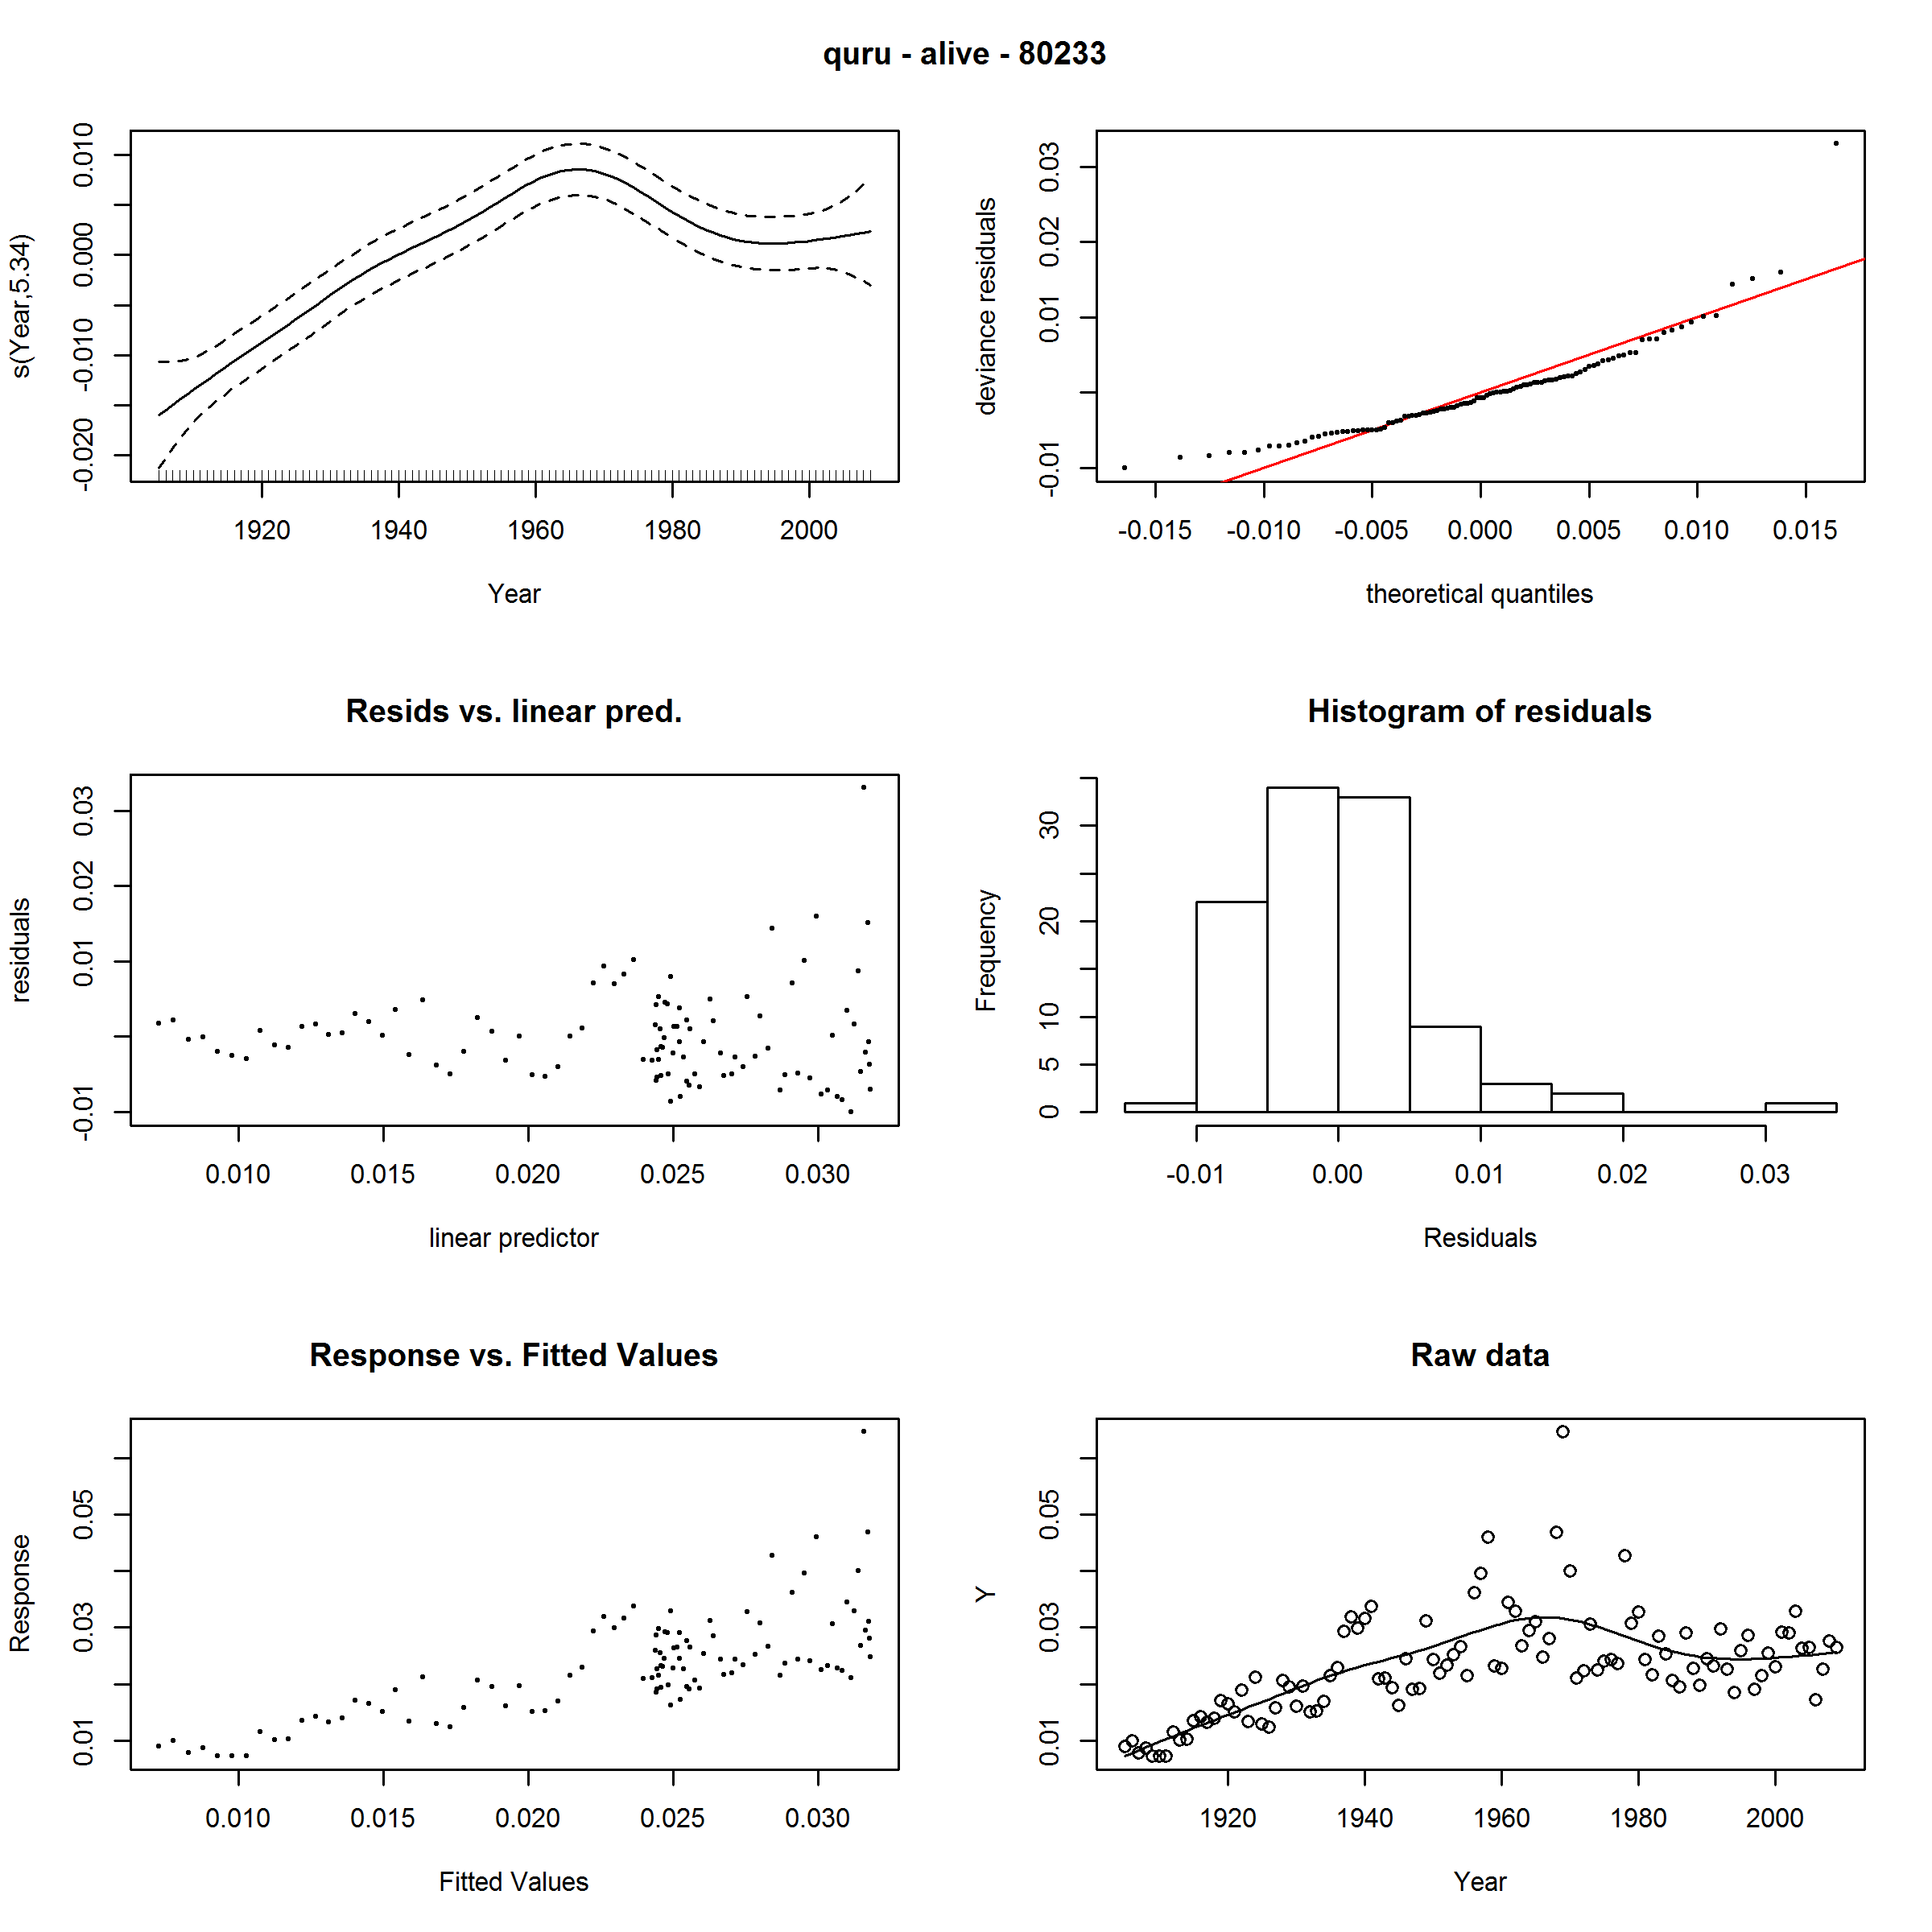 quru - alive - 80233
s(Year,5.34)
0.010
0.000
-0.010
-0.020
1920 1940 1960 1980 2000
Year
deviance residuals
0.03
0.02
0.01
-0.01
-0.015 -0.010 -0.005 0.000 0.005 0.010 0.015
theoretical quantiles
Resids vs. linear pred.
residuals
0.03
0.02
0.01
-0.01
0.010 0.015 0.020 0.025 0.030
linear predictor
Histogram of residuals
Frequency
30
20
10
5
0
-0.01 0.00 0.01 0.02 0.03
Residuals
Response vs. Fitted Values
Response
0.05
0.03
0.01
0.010 0.015 0.020 0.025 0.030
Fitted Values
Raw data
Y
0.05
0.03
0.01
1920 1940 1960 1980 2000
Year